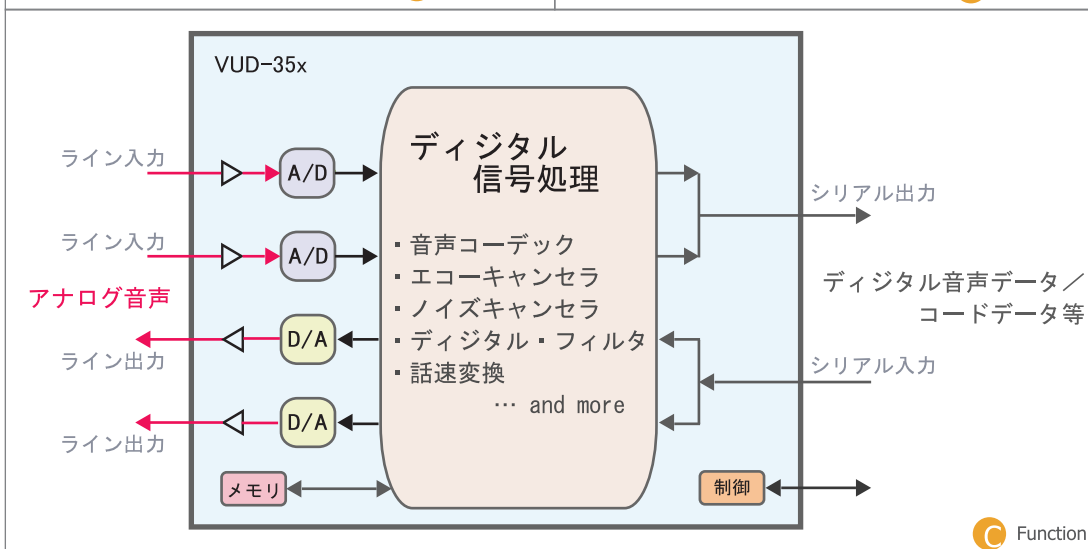 VUD-35x
ライン入力
A/D
ライン入力
A/D
アナログ音声
D/A
ライン出力
D/A
ライン出力
メモリ
ディジタル
信号処理
・音声コーデック
・エコーキャンセラ
・ノイズキャンセラ
・ディジタル・フィルタ
・話速変換
… and more
シリアル出力
ディジタル音声データ／
コードデータ等
シリアル入力
制御
C Function